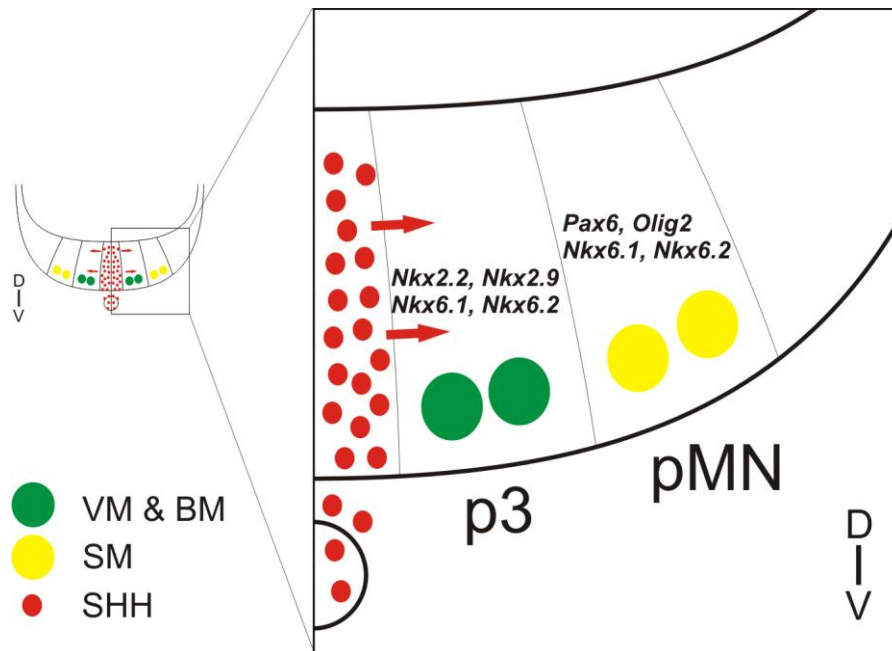 D
V
VM & BM
SM
SHH
Nkx2.2, Nkx2.9
Nkx6.1, Nkx6.2
Pax6, Olig2
Nkx6.1, Nkx6.2
p3
pMN
D
V